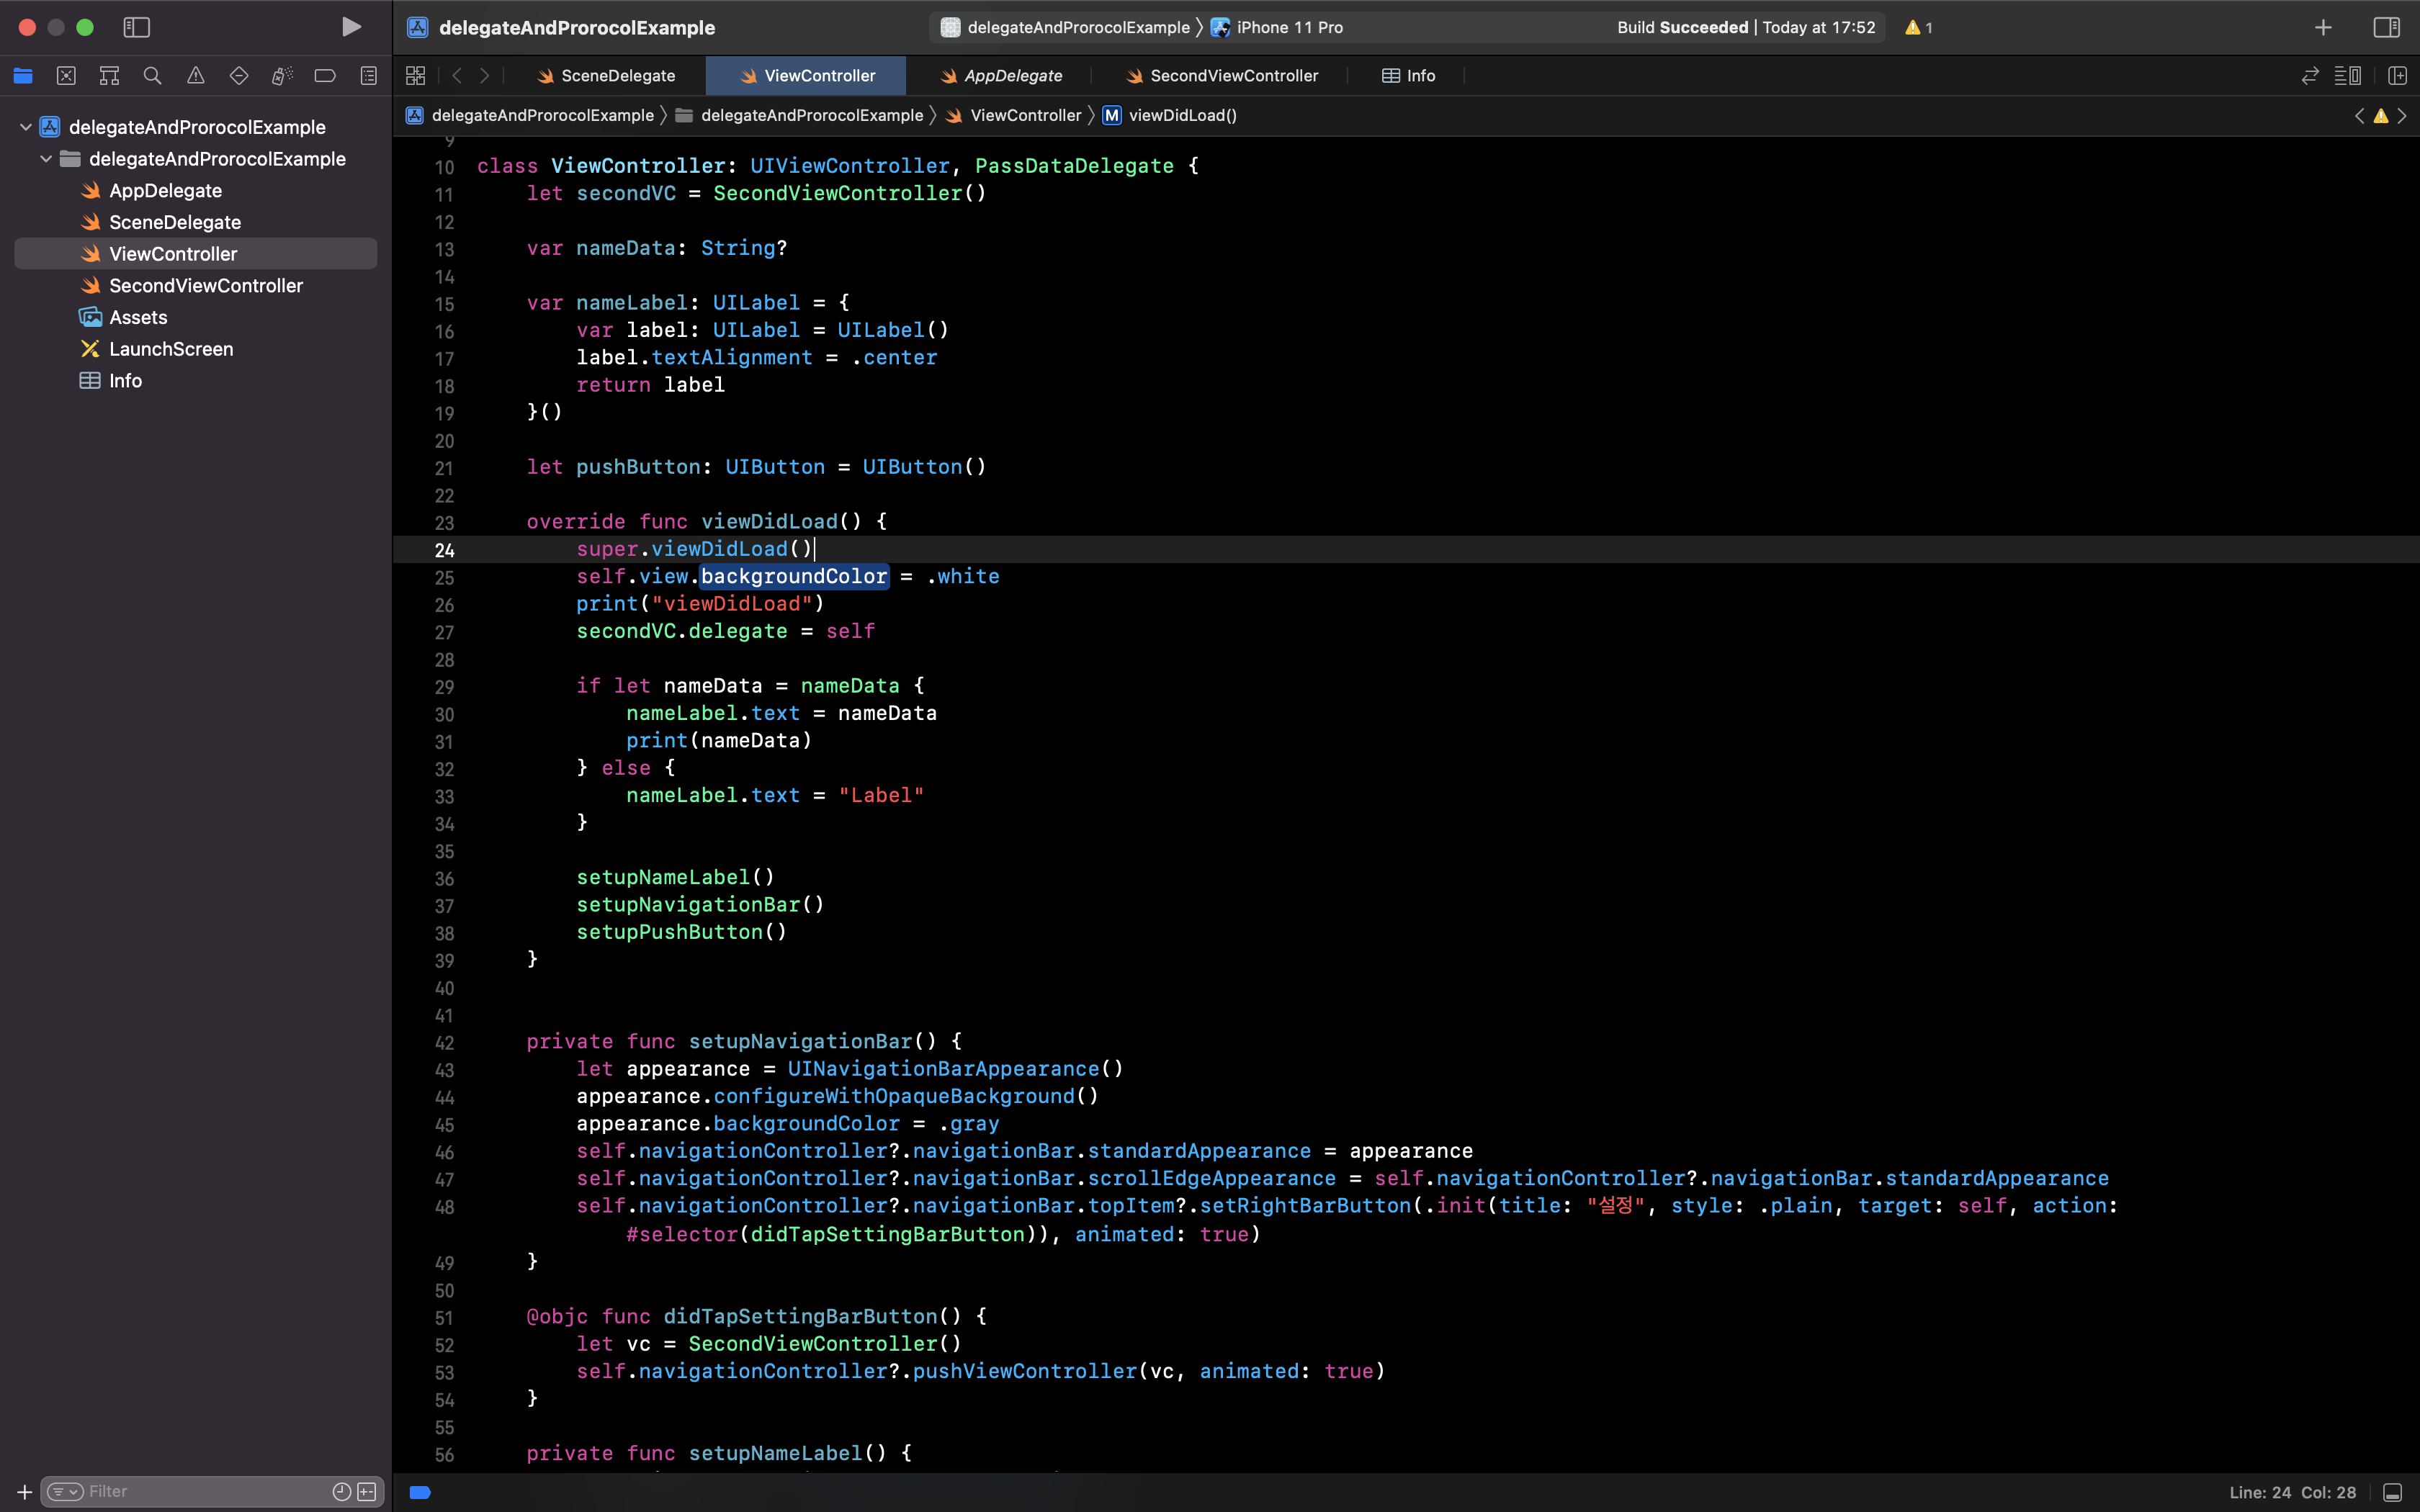 delegateAndProrocolExample
delegateAndProrocolExample
iPhone 11 Pro
Build Succeeded | Today at 17:52
1
SceneDelegate
ViewController
AppDelegate
SecondViewController
Info
delegateAndProrocolExample
delegateAndProrocolExample
ViewController
M viewDidLoad()
delegateAndProrocolExample
delegateAndProrocolExample
AppDelegate
SceneDelegate
ViewController
SecondViewController
Assets
LaunchScreen
Info
9
10 class ViewController: UIViewController, PassDataDelegate {
11     let secondVC = SecondViewController()
12
13     var nameData: String?
14
15     var nameLabel: UILabel = {
16         var label: UILabel = UILabel()
17         label.textAlignment = .center
18         return label
19     }()
20
21     let pushButton: UIButton = UIButton()
22
23     override func viewDidLoad() {
24         super.viewDidLoad()
25         self.view.backgroundColor = .white
26         print("viewDidLoad")
27         secondVC.delegate = self
28
29         if let nameData = nameData {
30             nameLabel.text = nameData
31             print(nameData)
32         } else {
33             nameLabel.text = "Label"
34         }
35
36         setupNameLabel()
37         setupNavigationBar()
38         setupPushButton()
39     }
40
41
42     private func setupNavigationBar() {
43         let appearance = UINavigationBarAppearance()
44         appearance.configureWithOpaqueBackground()
45         appearance.backgroundColor = .gray
46         self.navigationController?.navigationBar.standardAppearance = appearance
47         self.navigationController?.navigationBar.scrollEdgeAppearance = self.navigationController?.navigationBar.standardAppearance
48         self.navigationController?.navigationBar.topItem?.setRightBarButton(.init(title: "설정", style: .plain, target: self, action:
#selector(didTapSettingBarButton)), animated: true)
49     }
50
51     @objc func didTapSettingBarButton() {
52         let vc = SecondViewController()
53         self.navigationController?.pushViewController(vc, animated: true)
54     }
55
56     private func setupNameLabel() {
Filter
Line: 24 Col: 28